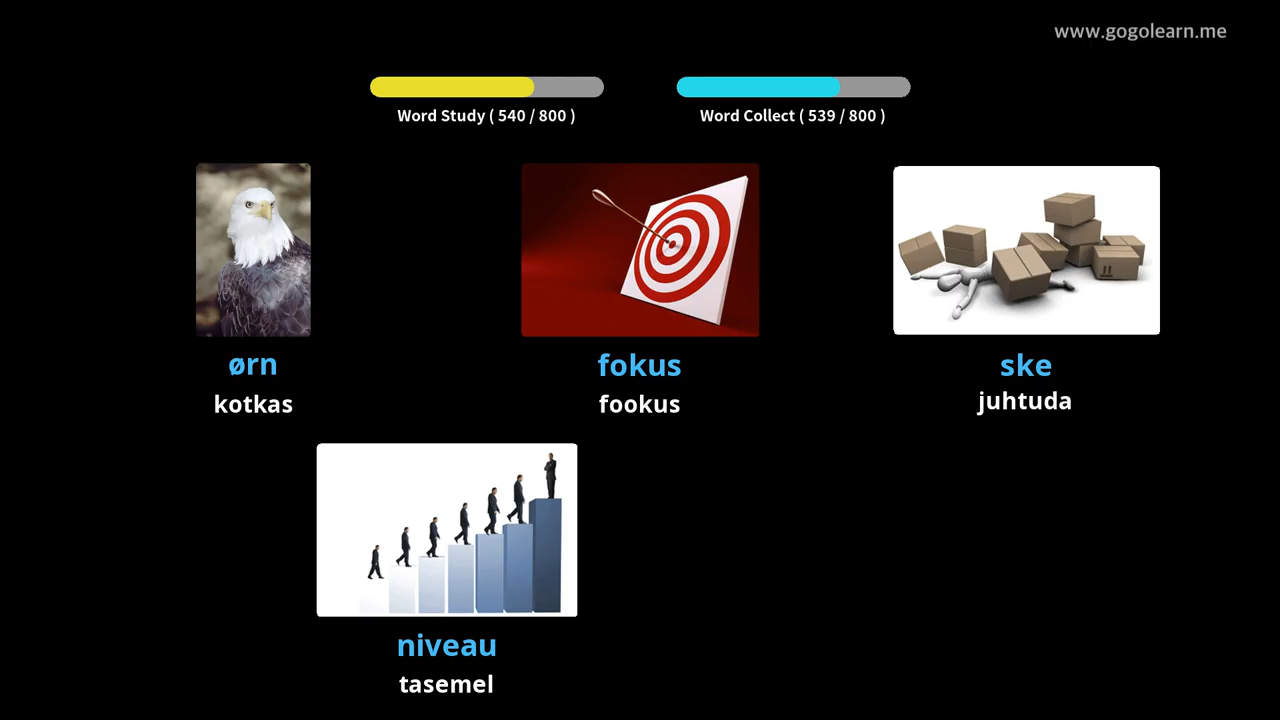 www.gogolearn.me
Word Study ( 540 / 800 )
Word Collect ( 539 / 800 )
ørn
kotkas
fokus
fookus
ske
juhtuda
niveau
tasemel